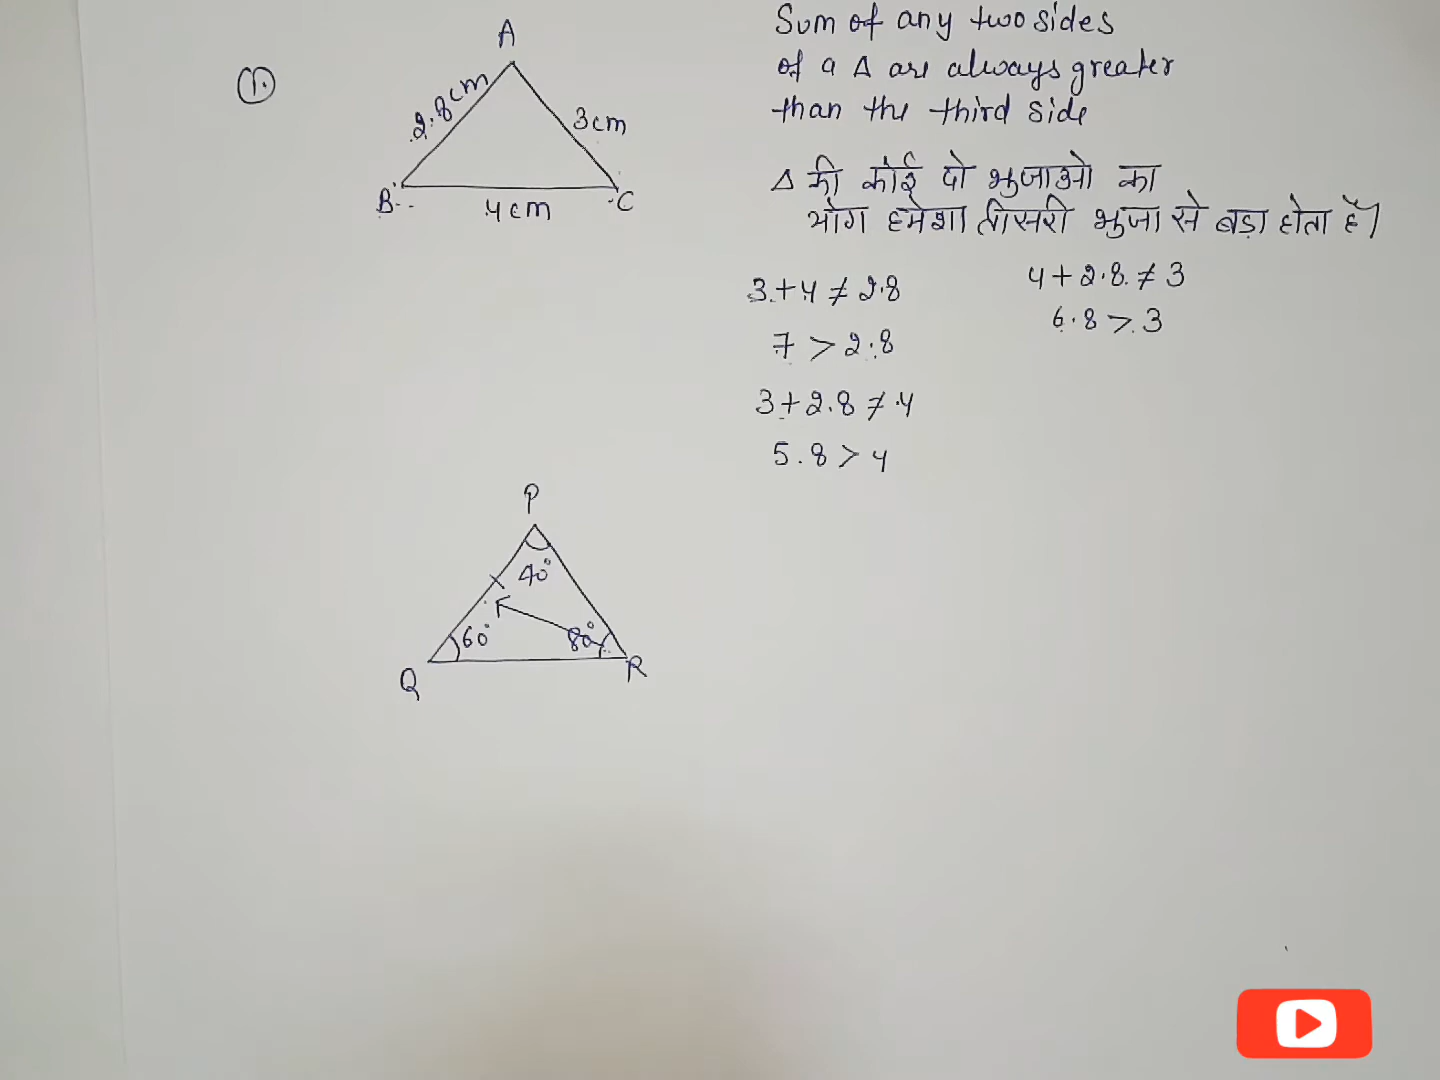 1.
A
2.8cm
3cm
B
4cm
C
Sum of any two sides
of a Δ are always greater
than the third side
Δ की कोई दो भुजाओ का
योग हमेशा तीसरी भुजा से बड़ा होता है।
3+4 ≠ 2.8
7 > 2.8
3+2.8 ≠ 4
5.8 > 4
4+2.8 ≠ 3
6.8 > 3
P
40°
60°
80°
Q
R